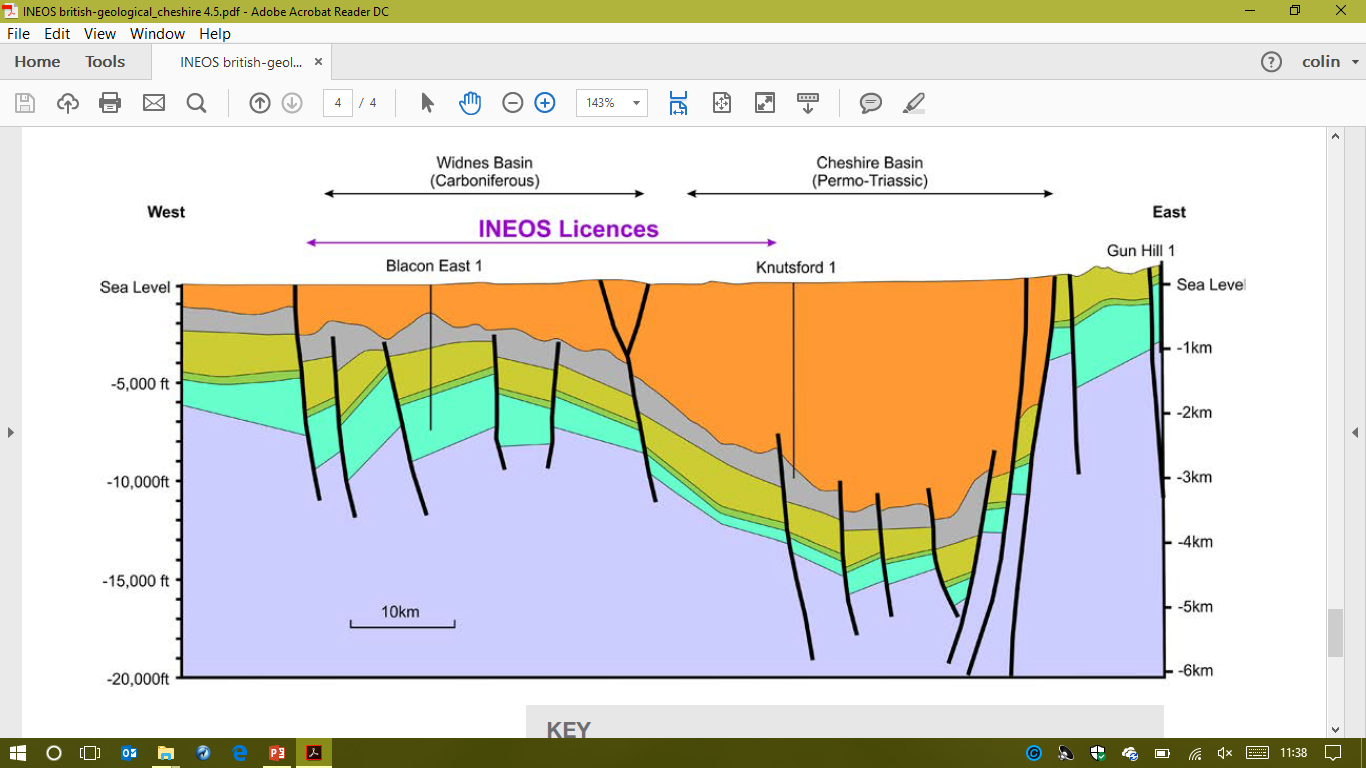 INEOS british-geological_cheshire 4.5.pdf - Adobe Acrobat Reader DC
File Edit View Window Help
Home Tools INEOS british-geol... × ? colin
4 / 4 143%
Widnes Basin
(Carboniferous)
Cheshire Basin
(Permo-Triassic)
West
East
INEOS Licences
Gun Hill 1
Blacon East 1
Knutsford 1
Sea Level
Sea Level
-1km
-5,000 ft
-2km
-10,000ft
-3km
-4km
-15,000 ft
-5km
10km
-6km
-20,000ft
KEY
11:38